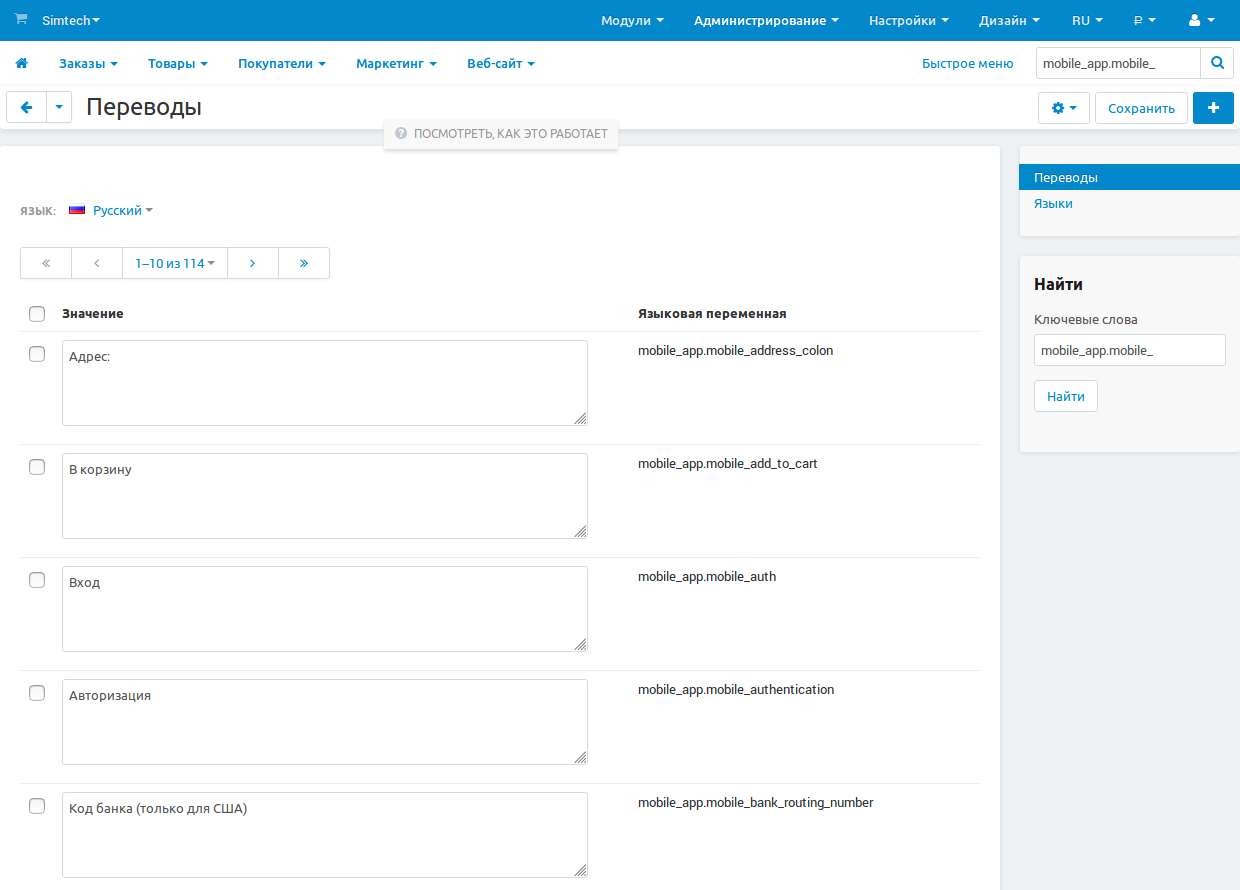 Simtech Модули Администрирование Настройки Дизайн RU ₽
Заказы Товары Покупатели Маркетинг Веб-сайт Быстрое меню mobile_app.mobile_
Переводы Сохранить
ПОСМОТРЕТЬ, КАК ЭТО РАБОТАЕТ
Переводы
Языки
ЯЗЫК: Русский
« ‹ 1–10 из 114 › »
Найти
Ключевые слова
mobile_app.mobile_
Найти
Значение Языковая переменная
Адрес: mobile_app.mobile_address_colon
В корзину mobile_app.mobile_add_to_cart
Вход mobile_app.mobile_auth
Авторизация mobile_app.mobile_authentication
Код банка (только для США) mobile_app.mobile_bank_routing_number